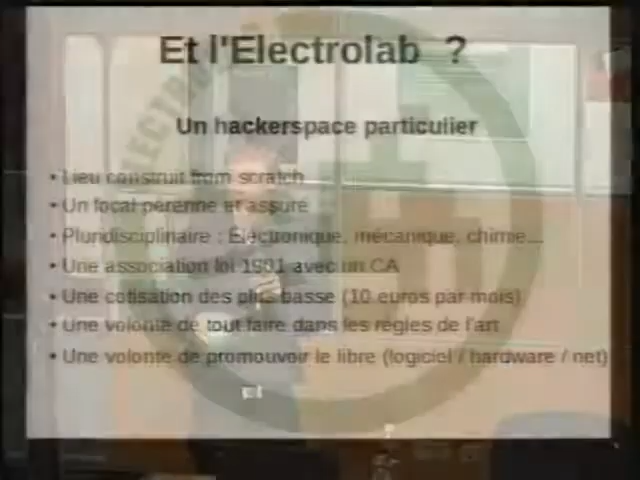 Et l'Electrolab ?
Un hackerspace particulier
• Lieu construit from scratch
• Un local pérenne et assuré
• Pluridisciplinaire : Électronique, mécanique, chimie...
• Une association loi 1901 avec un CA
• Une cotisation des plus basse (10 euros par mois)
• Une volonté de tout faire dans les règles de l'art
• Une volonté de promouvoir le libre (logiciel / hardware / net)